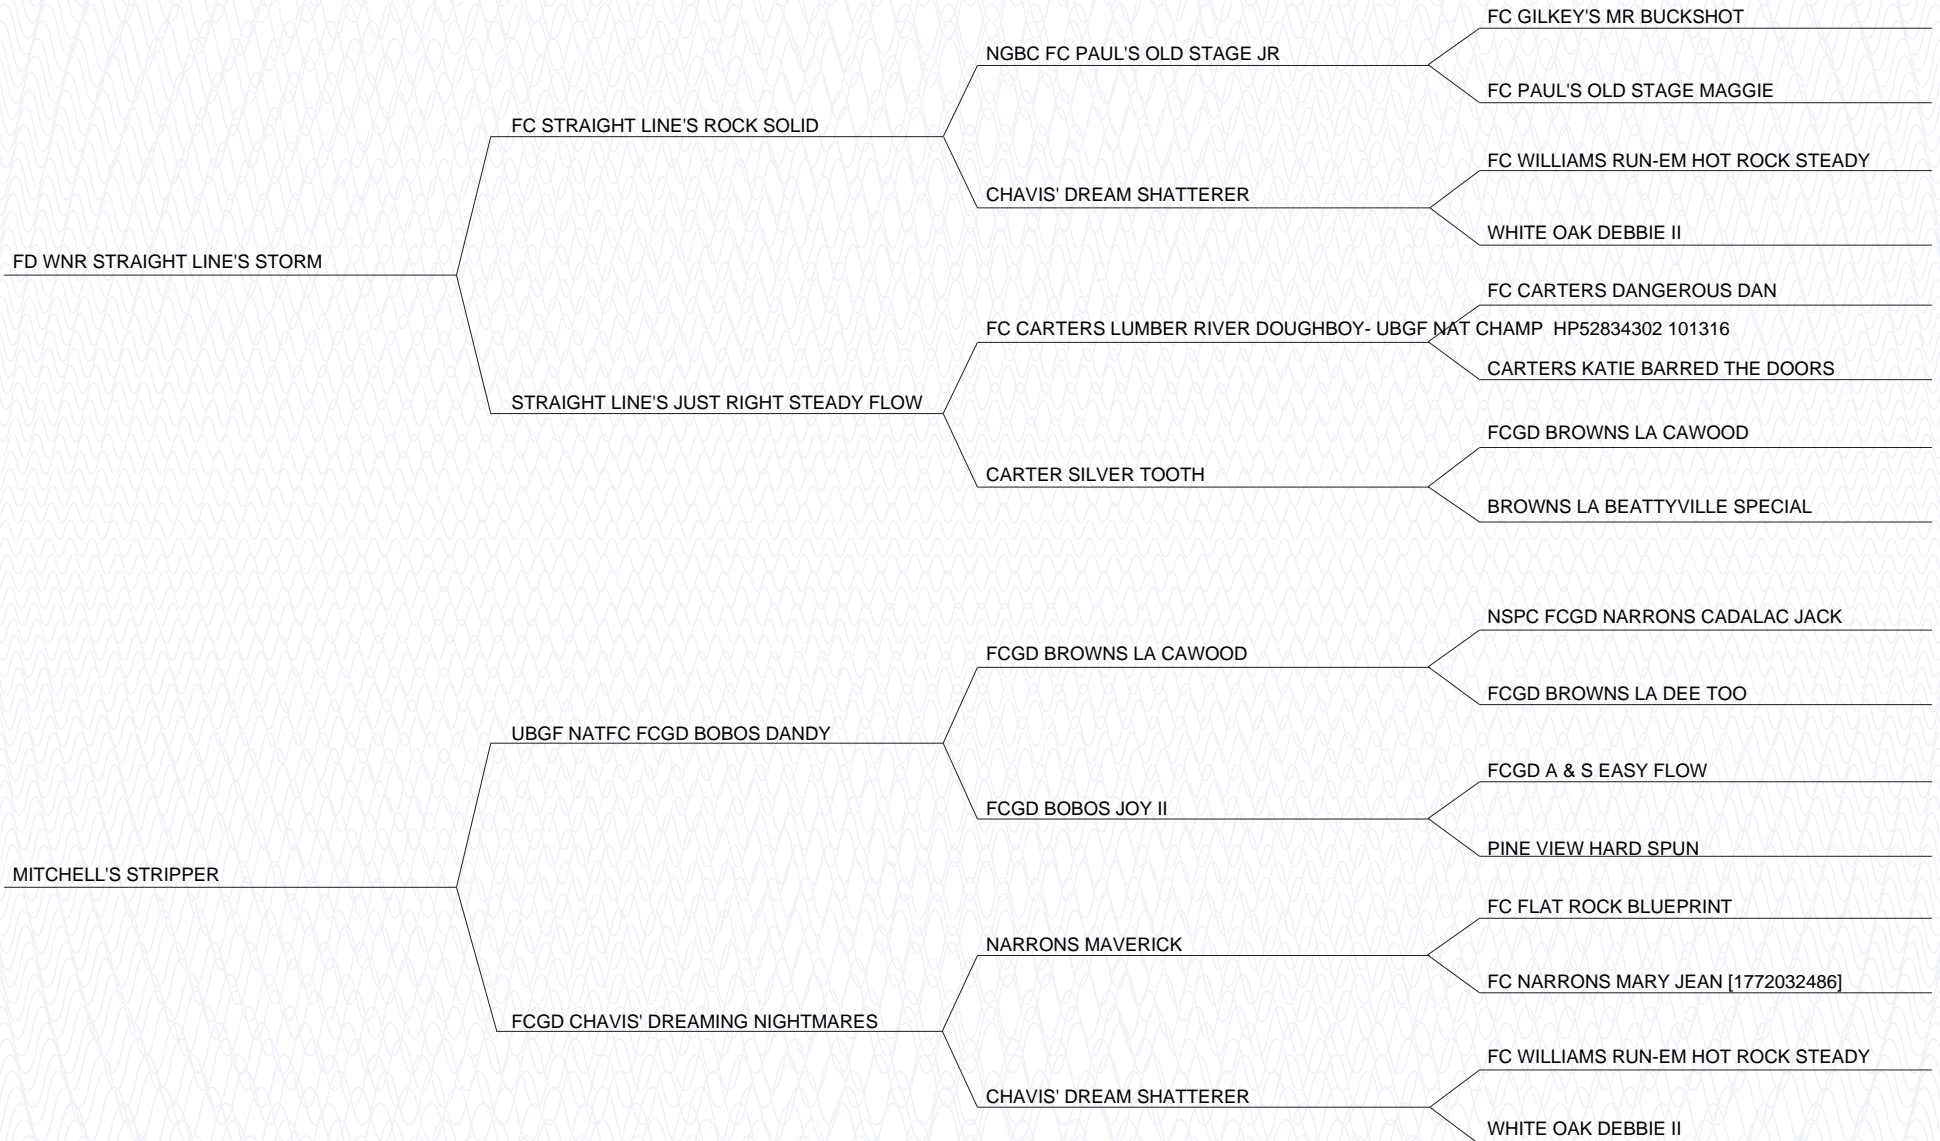 FC GILKEY'S MR BUCKSHOT
NGBC FC PAUL'S OLD STAGE JR
FC PAUL'S OLD STAGE MAGGIE
FC STRAIGHT LINE'S ROCK SOLID
FC WILLIAMS RUN-EM HOT ROCK STEADY
CHAVIS' DREAM SHATTERER
WHITE OAK DEBBIE II
FD WNR STRAIGHT LINE'S STORM
FC CARTERS DANGEROUS DAN
FC CARTERS LUMBER RIVER DOUGHBOY- UBGF NAT CHAMP  HP52834302 101316
CARTERS KATIE BARRED THE DOORS
STRAIGHT LINE'S JUST RIGHT STEADY FLOW
FCGD BROWNS LA CAWOOD
CARTER SILVER TOOTH
BROWNS LA BEATTYVILLE SPECIAL
NSPC FCGD NARRONS CADALAC JACK
FCGD BROWNS LA CAWOOD
FCGD BROWNS LA DEE TOO
UBGF NATFC FCGD BOBOS DANDY
FCGD A & S EASY FLOW
FCGD BOBOS JOY II
PINE VIEW HARD SPUN
MITCHELL'S STRIPPER
FC FLAT ROCK BLUEPRINT
NARRONS MAVERICK
FC NARRONS MARY JEAN [1772032486]
FCGD CHAVIS' DREAMING NIGHTMARES
FC WILLIAMS RUN-EM HOT ROCK STEADY
CHAVIS' DREAM SHATTERER
WHITE OAK DEBBIE II